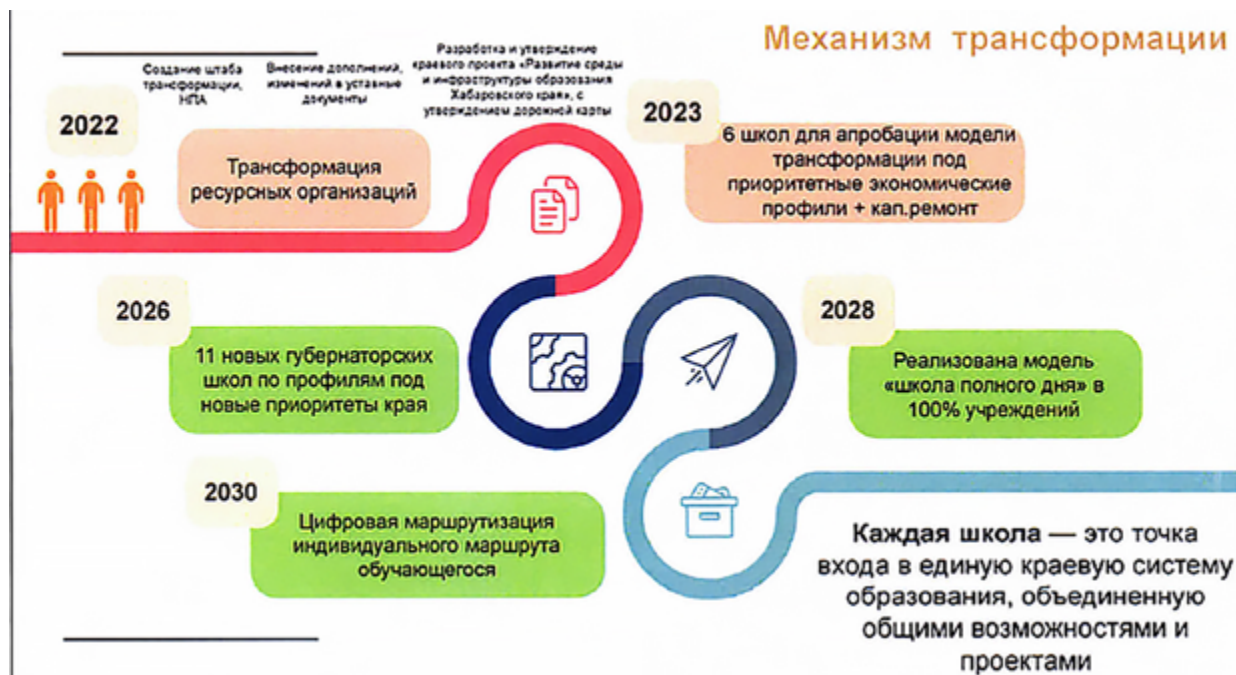 Механизм трансформации
Создание штаба
трансформации,
НПА
Внесение дополнений,
изменений в уставные
документы
Разработка и утверждение
краевого проекта «Развитие среды
и инфраструктуры образования
Хабаровского края», с
утверждением дорожной карты
2022
Трансформация
ресурсных организаций
2023
6 школ для апробации модели
трансформации под
приоритетные экономические
профили + кап.ремонт
2026
11 новых губернаторских
школ по профилям под
новые приоритеты края
2028
Реализована модель
«школа полного дня» в
100% учреждений
2030
Цифровая маршрутизация
индивидуального маршрута
обучающегося
Каждая школа — это точка
входа в единую краевую систему
образования, объединенную
общими возможностями и
проектами